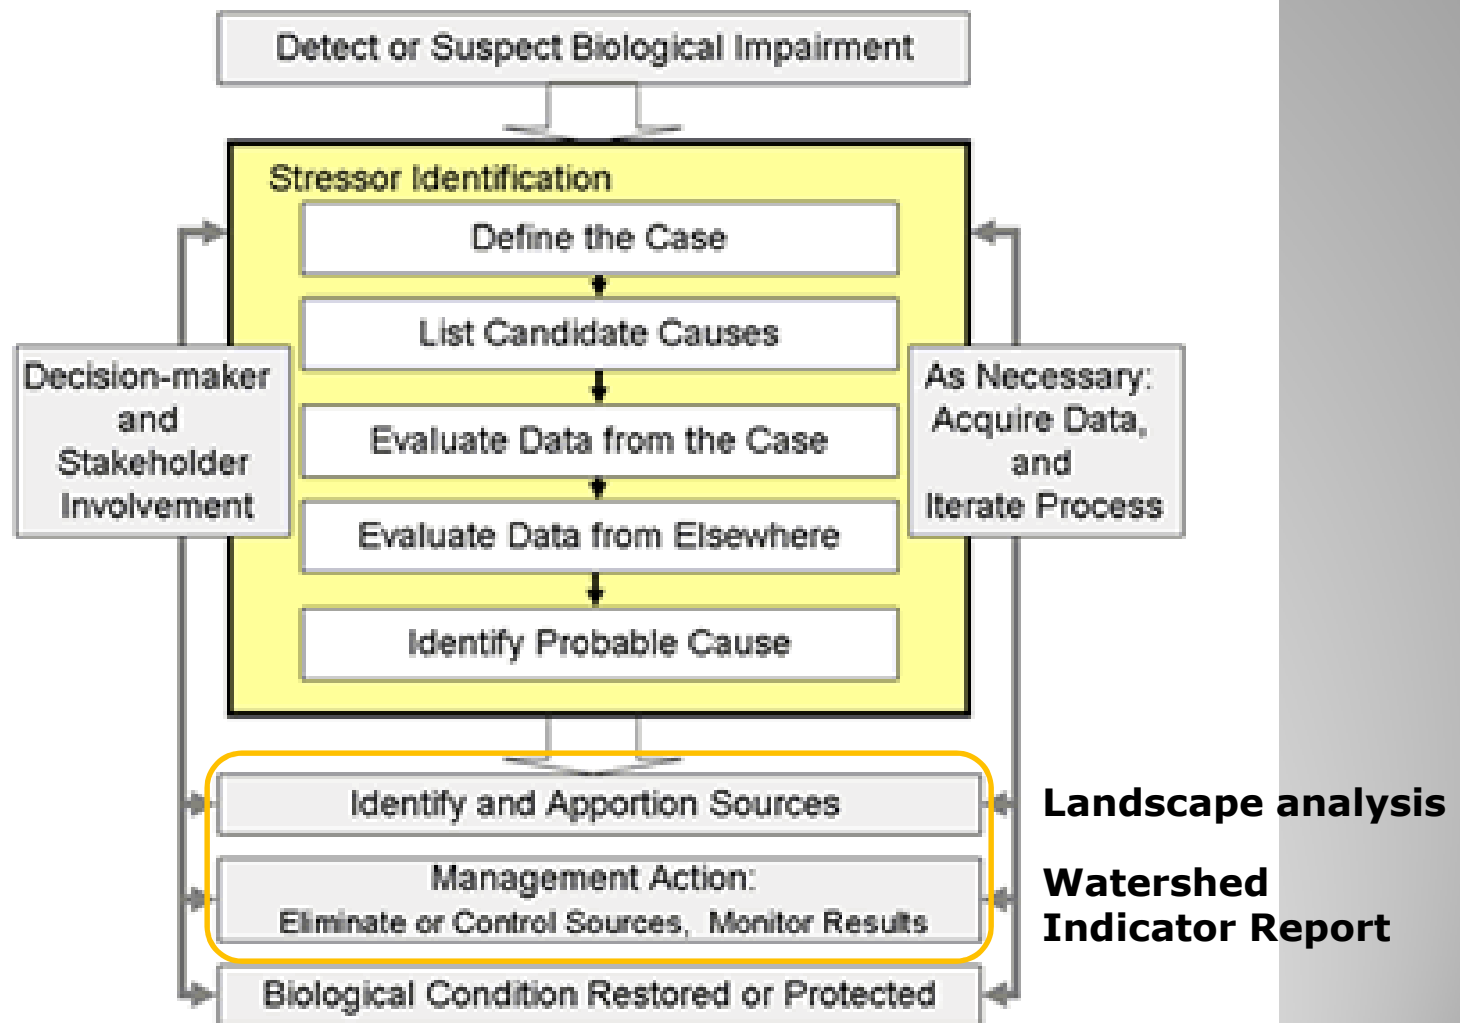 Detect or Suspect Biological Impairment
Stressor Identification
Define the Case
List Candidate Causes
Evaluate Data from the Case
Evaluate Data from Elsewhere
Identify Probable Cause
Decision-maker
and
Stakeholder
Involvement
As Necessary:
Acquire Data,
and
Iterate Process
Identify and Apportion Sources
Landscape analysis
Management Action:
Eliminate or Control Sources, Monitor Results
Watershed
Indicator Report
Biological Condition Restored or Protected